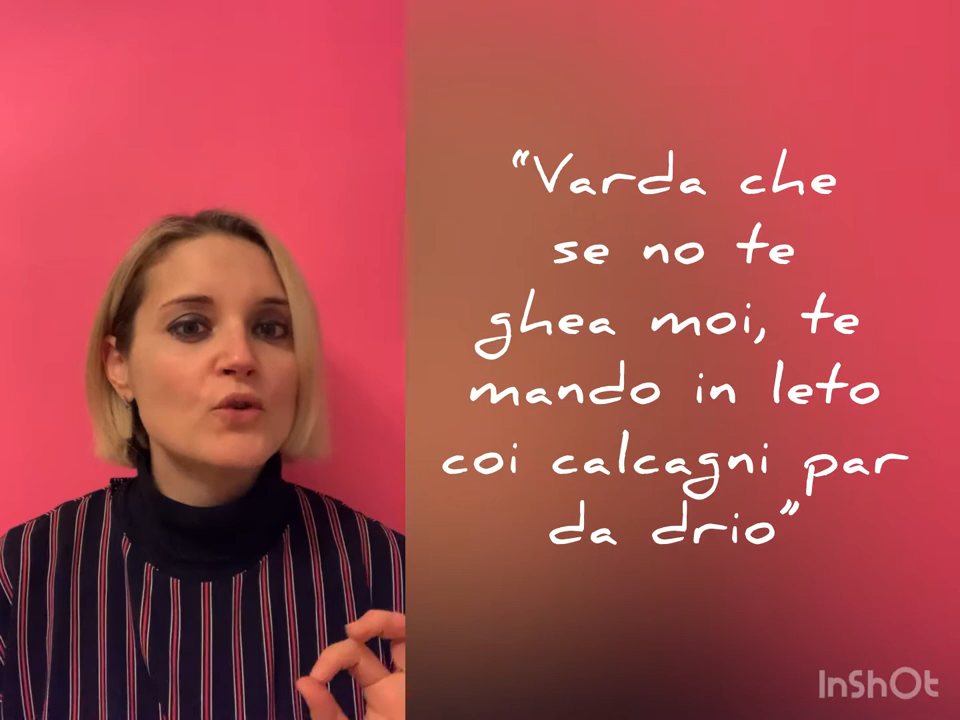 "Varda che
se no te
ghea moi, te
mando in leto
coi calcagni par
da drio"
InShOt